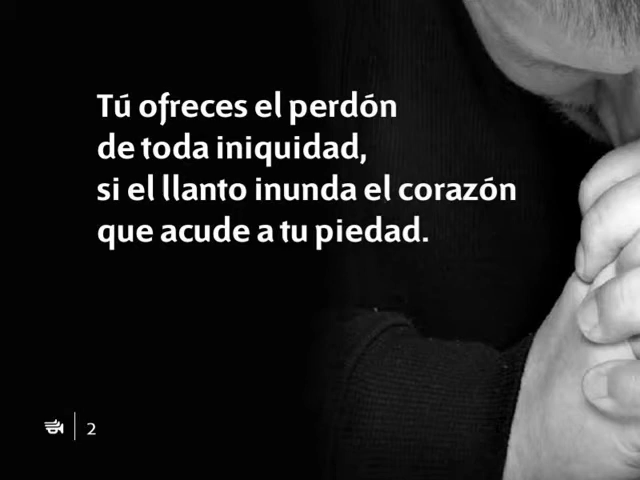 Tú ofreces el perdón
de toda iniquidad,
si el llanto inunda el corazón
que acude a tu piedad.
2